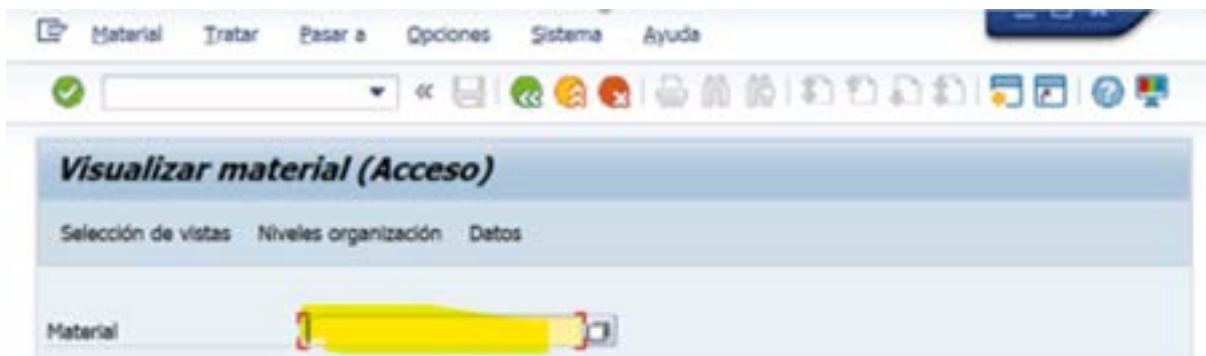 Material Tratar Pasar a Opciones Sistema Ayuda
Visualizar material (Acceso)
Selección de vistas Niveles organización Datos
Material